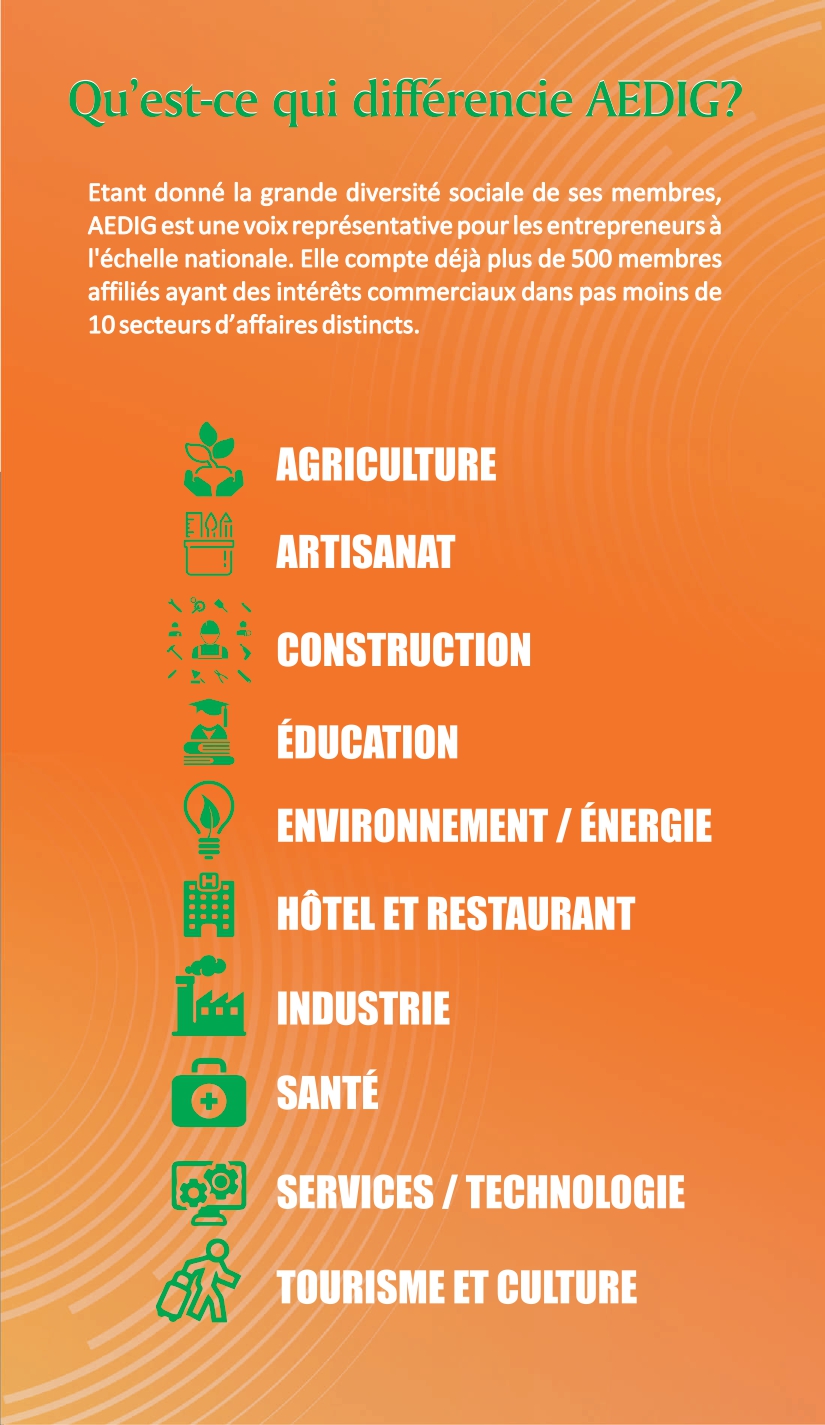 Qu'est-ce qui différencie AEDIG?
Etant donné la grande diversité sociale de ses membres,
AEDIG est une voix représentative pour les entrepreneurs à
l'échelle nationale. Elle compte déjà plus de 500 membres
affiliés ayant des intérêts commerciaux dans pas moins de
10 secteurs d'affaires distincts.
AGRICULTURE
ARTISANAT
CONSTRUCTION
ÉDUCATION
ENVIRONNEMENT / ÉNERGIE
HÔTEL ET RESTAURANT
INDUSTRIE
SANTÉ
SERVICES / TECHNOLOGIE
TOURISME ET CULTURE